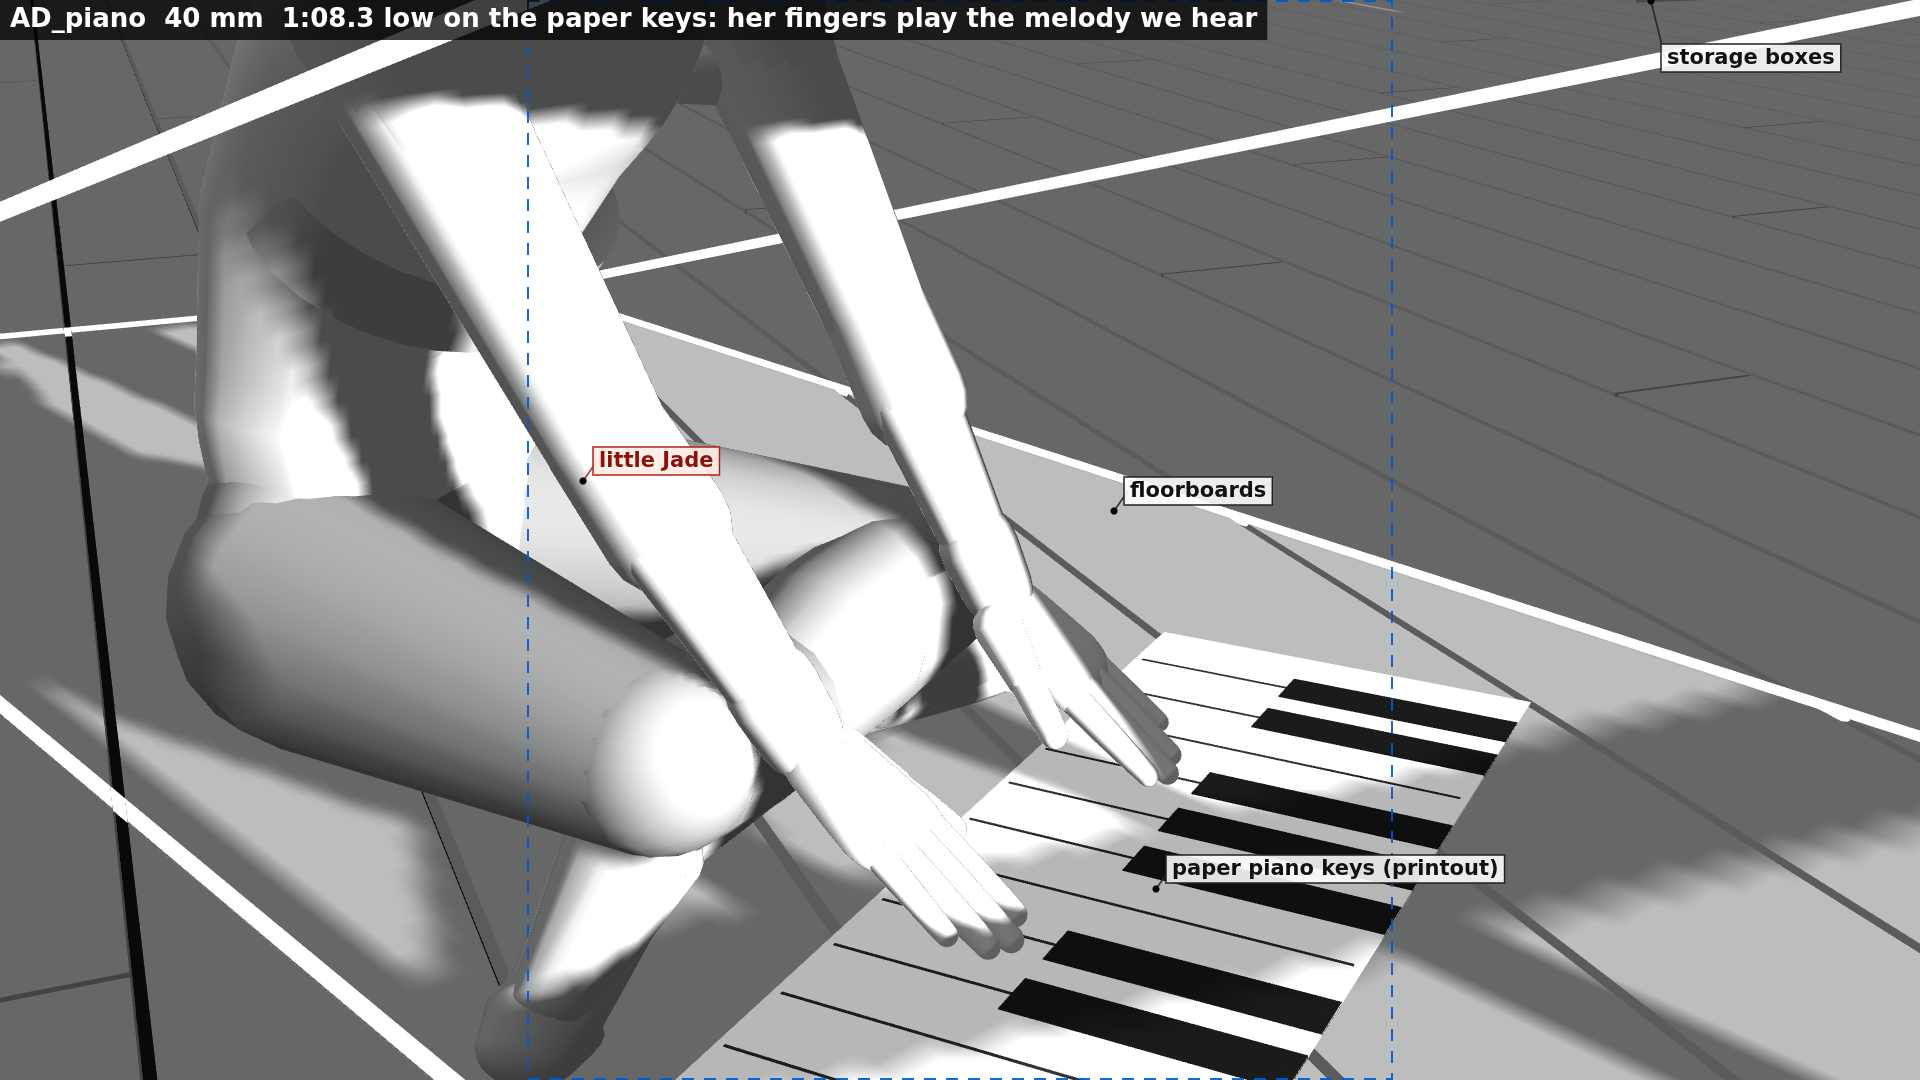 AD_piano  40 mm  1:08.3 low on the paper keys: her fingers play the melody we hear
storage boxes
little Jade
floorboards
paper piano keys (printout)